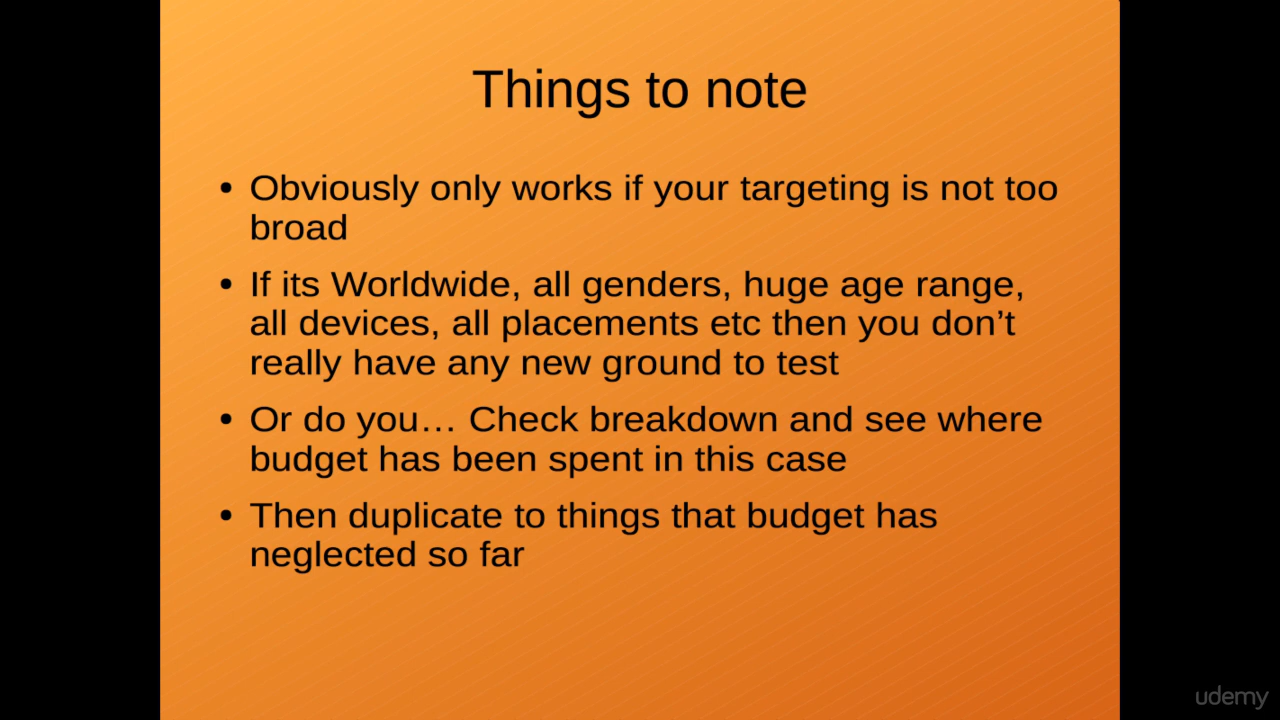 Things to note
• Obviously only works if your targeting is not too
broad
• If its Worldwide, all genders, huge age range,
all devices, all placements etc then you don’t
really have any new ground to test
• Or do you… Check breakdown and see where
budget has been spent in this case
• Then duplicate to things that budget has
neglected so far
udemy